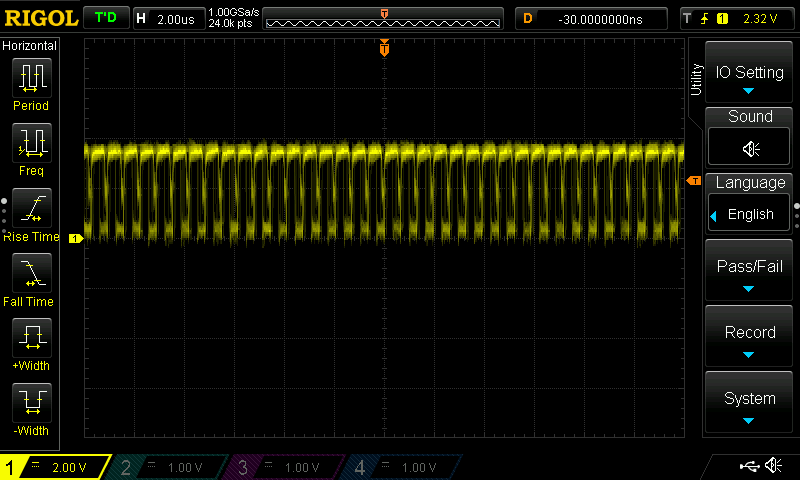 RIGOL
T'D
H 2.00us
1.00GSa/s
24.0k pts
T
D -30.0000000ns
T 1 2.32 V
Horizontal
Period
Freq
Rise Time
Fall Time
+Width
-Width
T
T
1
Utility
IO Setting
Sound
Language
English
Pass/Fail
Record
System
1 2.00 V
2 1.00 V
3 1.00 V
4 1.00 V